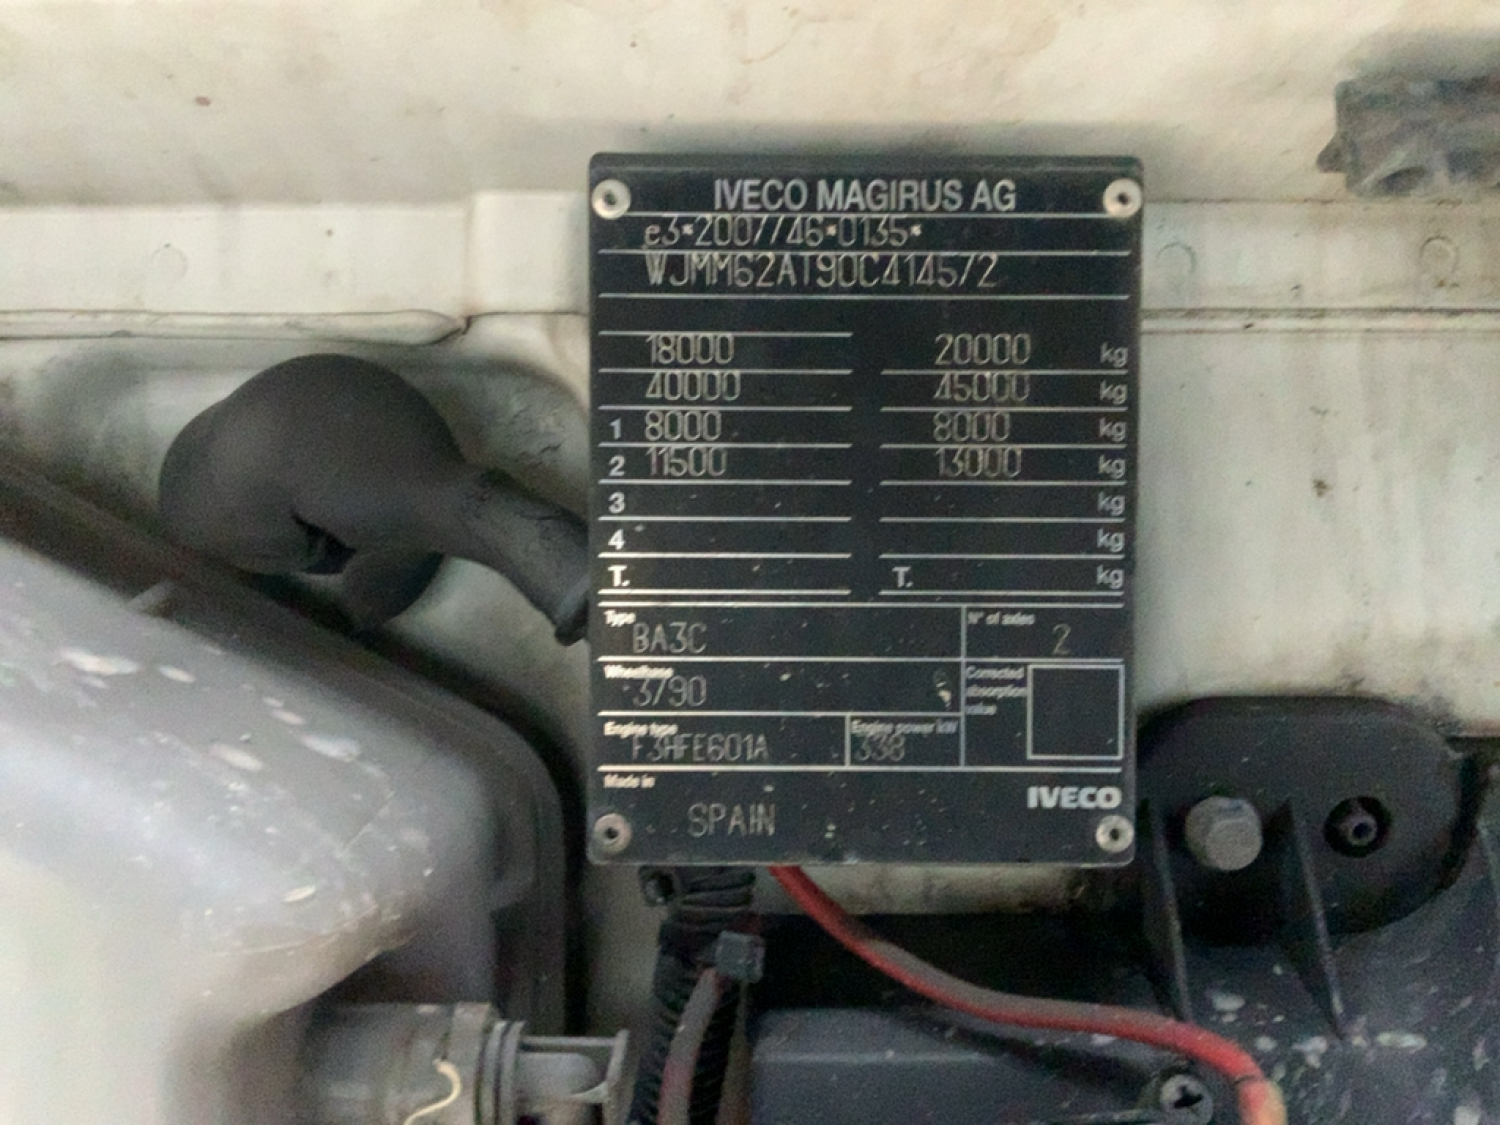 IVECO MAGIRUS AG
e3*2007/46*0135*
WJMM62AT90C414572
18000 20000 kg
40000 45000 kg
1 8000 8000 kg
2 11500 13000 kg
3 kg
4 kg
T. T. kg
Type N° of axles
BA3C 2
Wheelbase Corrected
3790 absorption
value
Engine type Engine power kW
F3HFE601A 338
Made in
IVECO
SPAIN